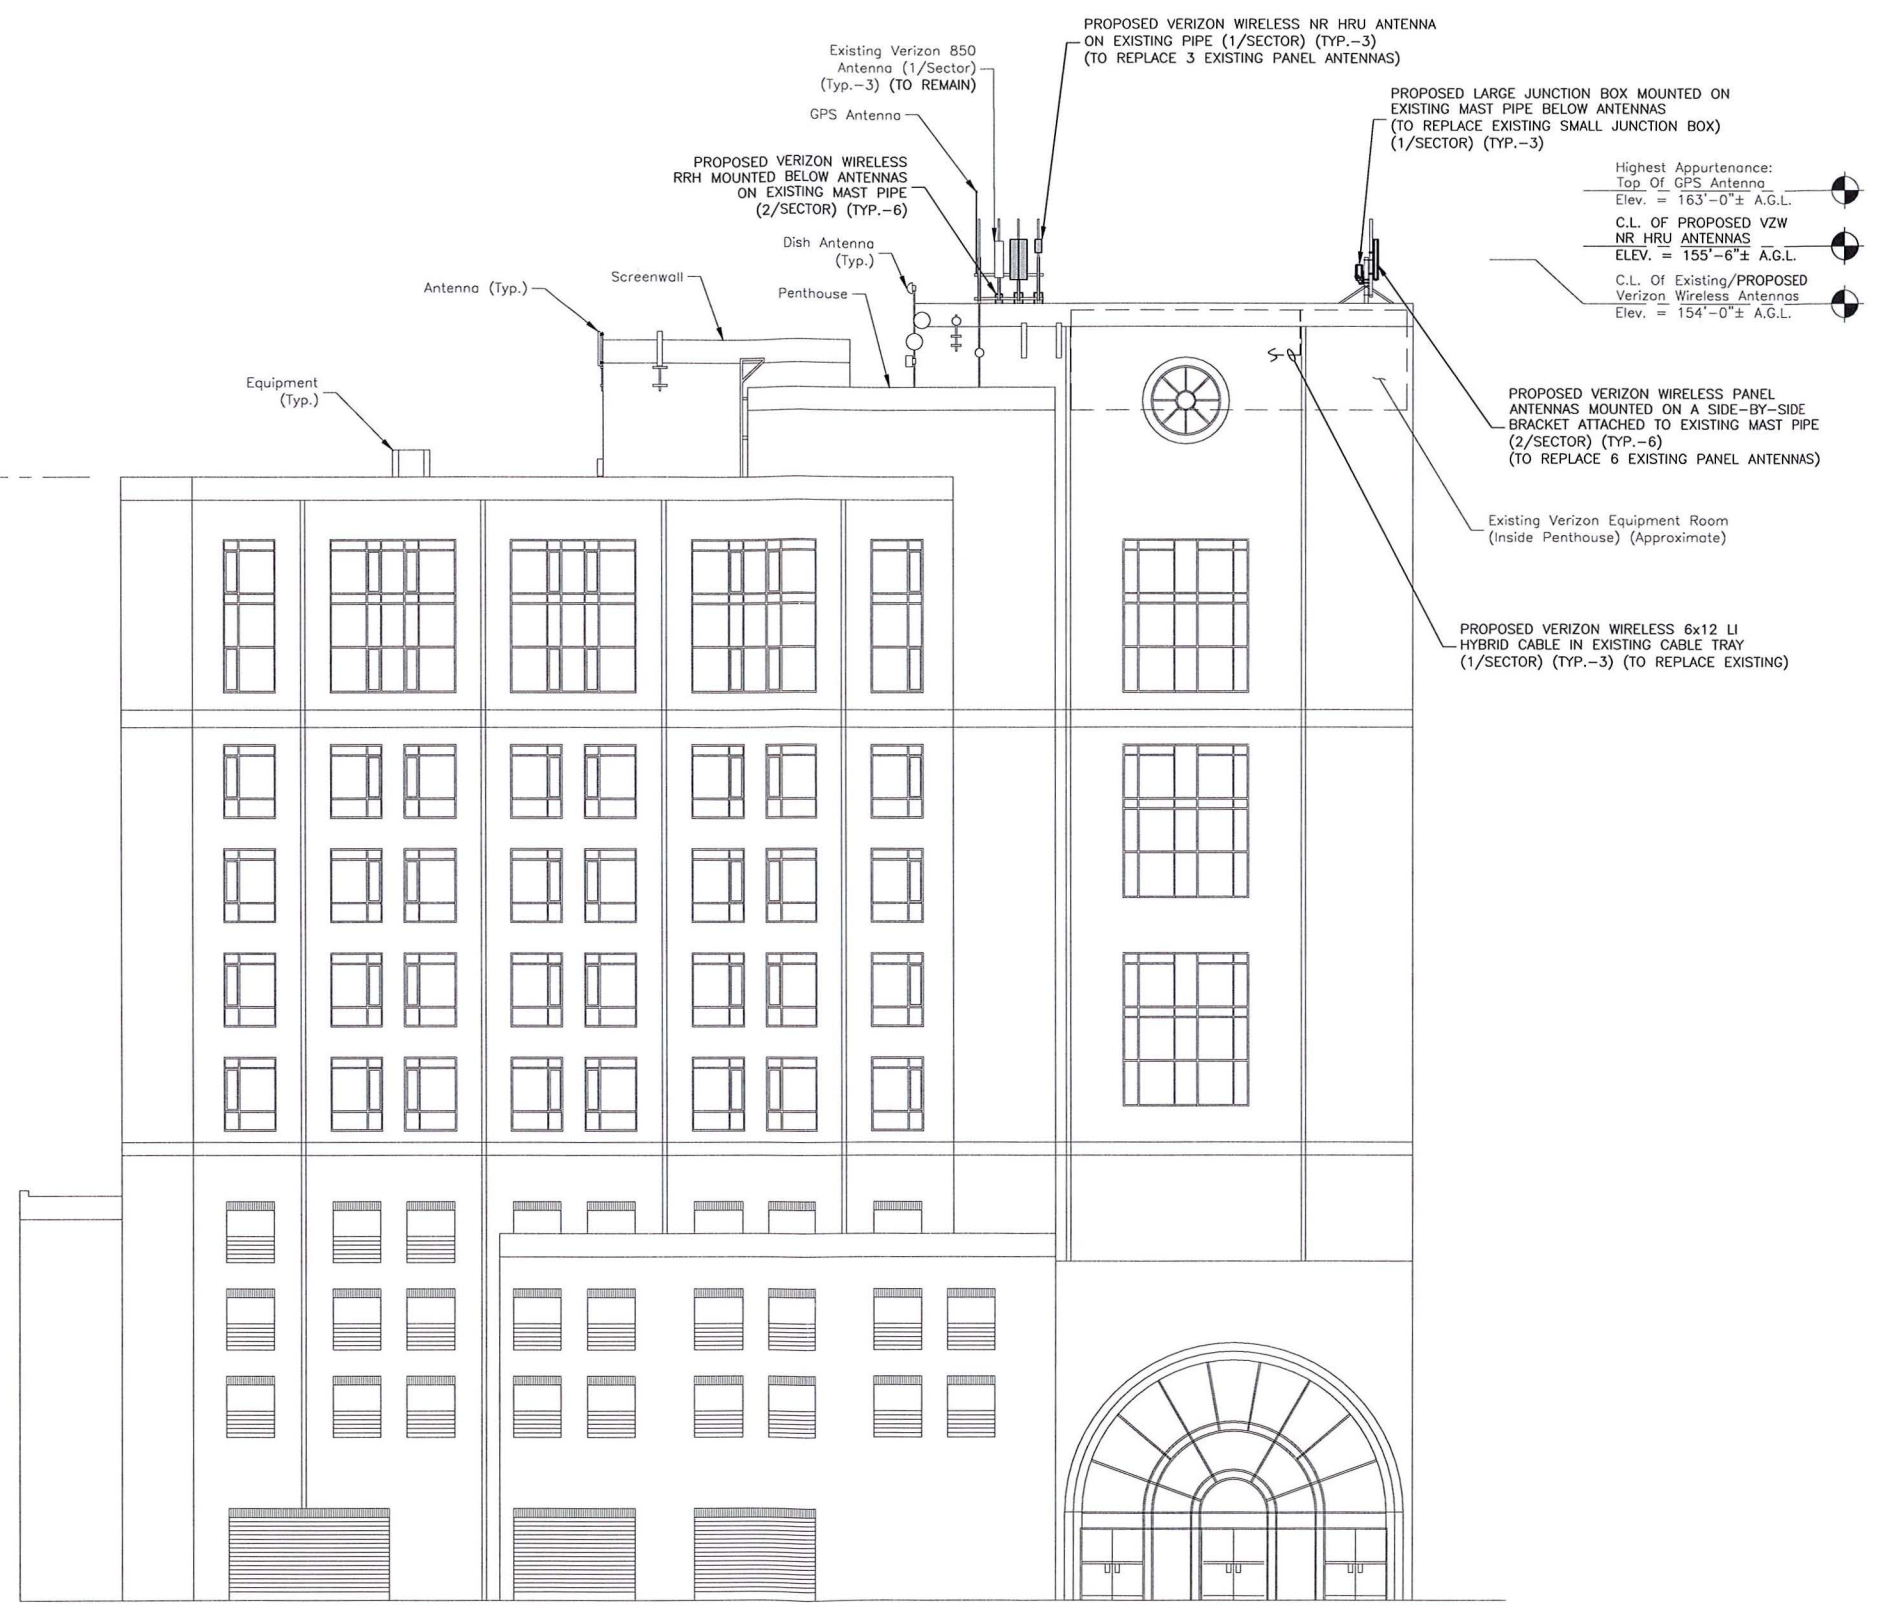 PROPOSED VERIZON WIRELESS NR HRU ANTENNA
ON EXISTING PIPE (1/SECTOR) (TYP.-3)
(TO REPLACE 3 EXISTING PANEL ANTENNAS)
Existing Verizon 850
Antenna (1/Sector)
(Typ.-3) (TO REMAIN)
GPS Antenna
PROPOSED LARGE JUNCTION BOX MOUNTED ON
EXISTING MAST PIPE BELOW ANTENNAS
(TO REPLACE EXISTING SMALL JUNCTION BOX)
(1/SECTOR) (TYP.-3)
PROPOSED VERIZON WIRELESS
RRH MOUNTED BELOW ANTENNAS
ON EXISTING MAST PIPE
(2/SECTOR) (TYP.-6)
Highest Appurtenance:
Top Of GPS Antenna
Elev. = 163'-0"± A.G.L.
C.L. OF PROPOSED VZW
NR HRU ANTENNAS
ELEV. = 155'-6"± A.G.L.
C.L. Of Existing/PROPOSED
Verizon Wireless Antennas
Elev. = 154'-0"± A.G.L.
Dish Antenna
(Typ.)
Screenwall
Penthouse
Antenna (Typ.)
Equipment
(Typ.)
PROPOSED VERIZON WIRELESS PANEL
ANTENNAS MOUNTED ON A SIDE-BY-SIDE
BRACKET ATTACHED TO EXISTING MAST PIPE
(2/SECTOR) (TYP.-6)
(TO REPLACE 6 EXISTING PANEL ANTENNAS)
Existing Verizon Equipment Room
(Inside Penthouse) (Approximate)
PROPOSED VERIZON WIRELESS 6x12 LI
HYBRID CABLE IN EXISTING CABLE TRAY
(1/SECTOR) (TYP.-3) (TO REPLACE EXISTING)